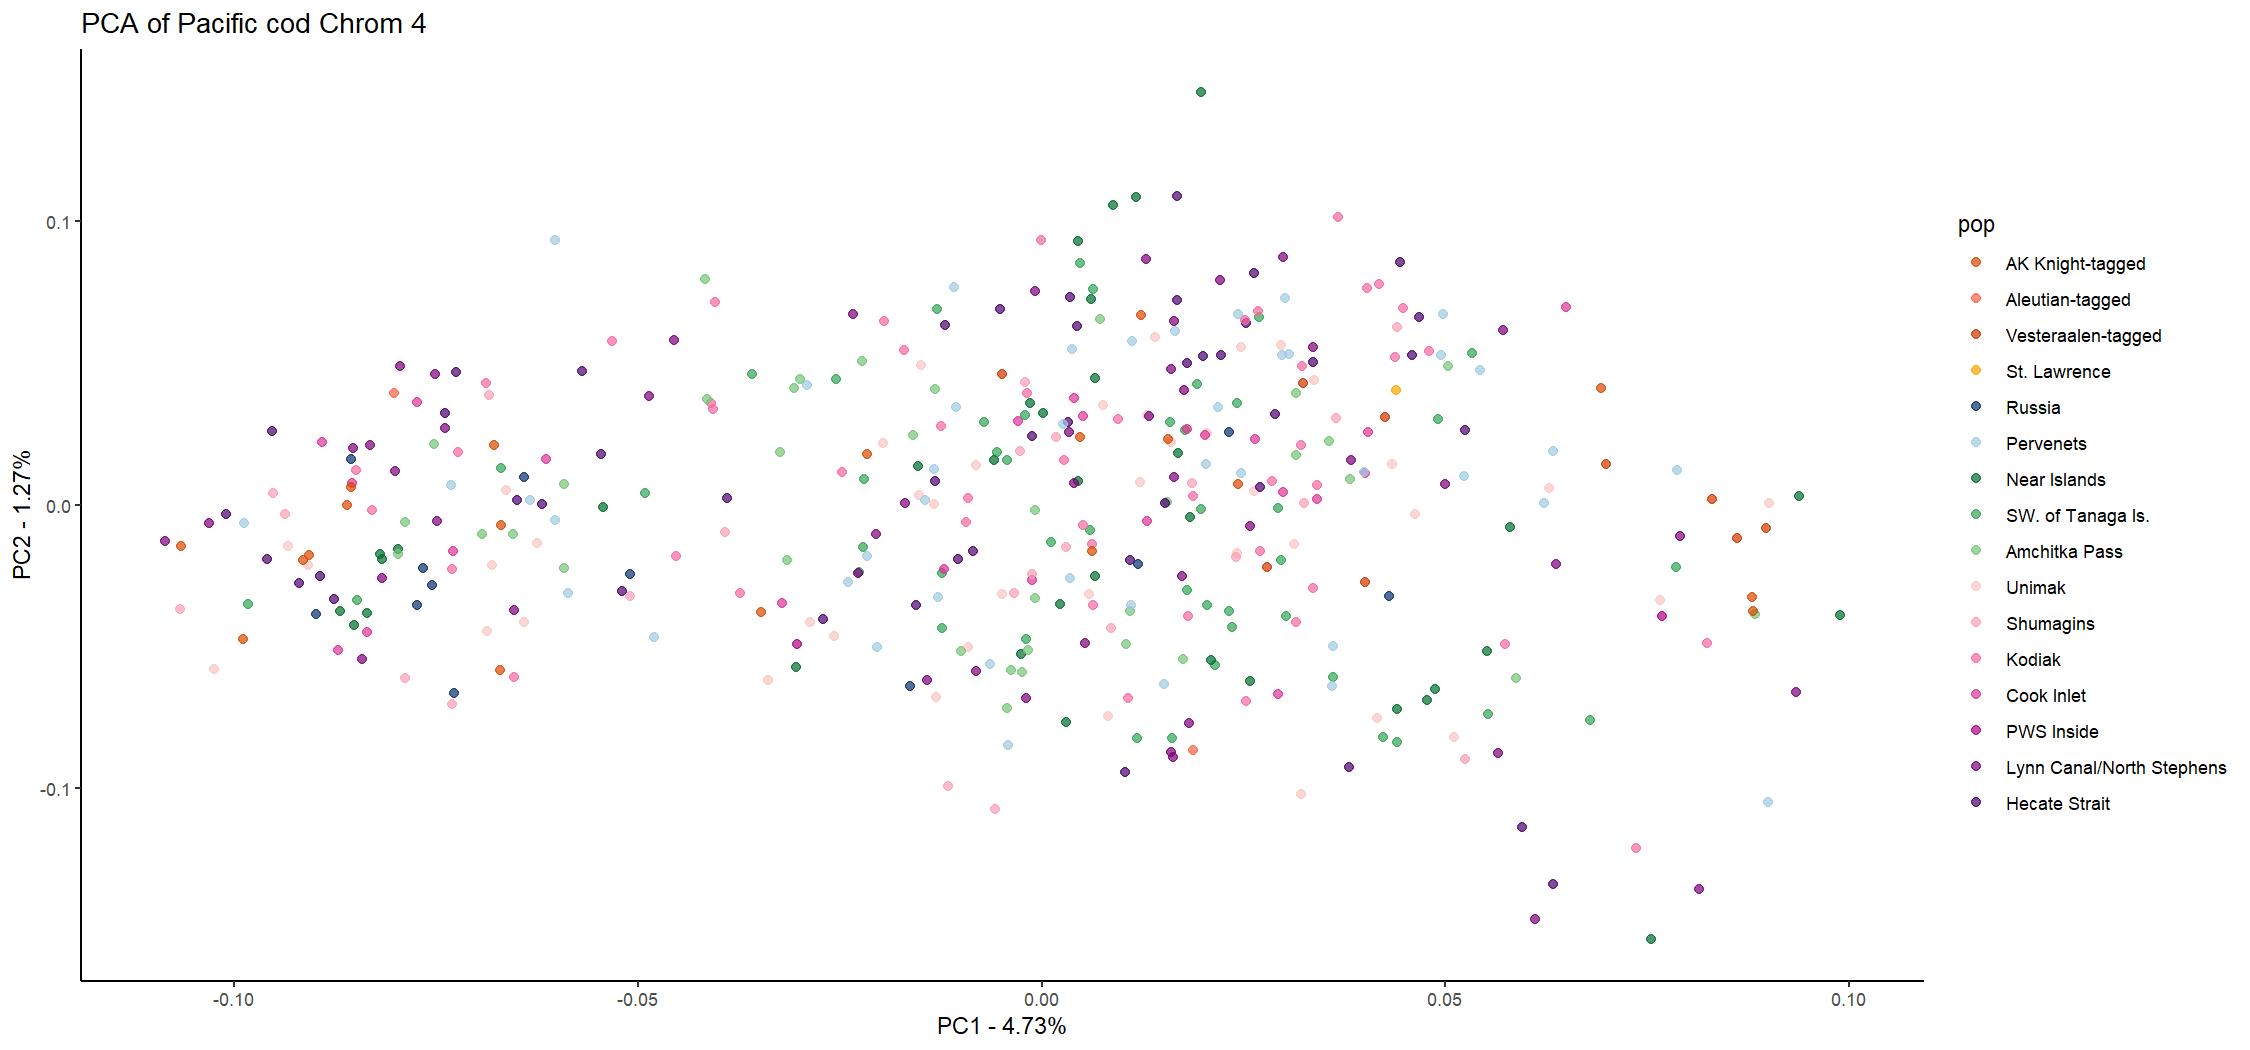 PCA of Pacific cod Chrom 4
0.1
0.0
-0.1
PC2 - 1.27%
-0.10
-0.05
0.00
0.05
0.10
PC1 - 4.73%
pop
AK Knight-tagged
Aleutian-tagged
Vesteraalen-tagged
St. Lawrence
Russia
Pervenets
Near Islands
SW. of Tanaga Is.
Amchitka Pass
Unimak
Shumagins
Kodiak
Cook Inlet
PWS Inside
Lynn Canal/North Stephens
Hecate Strait